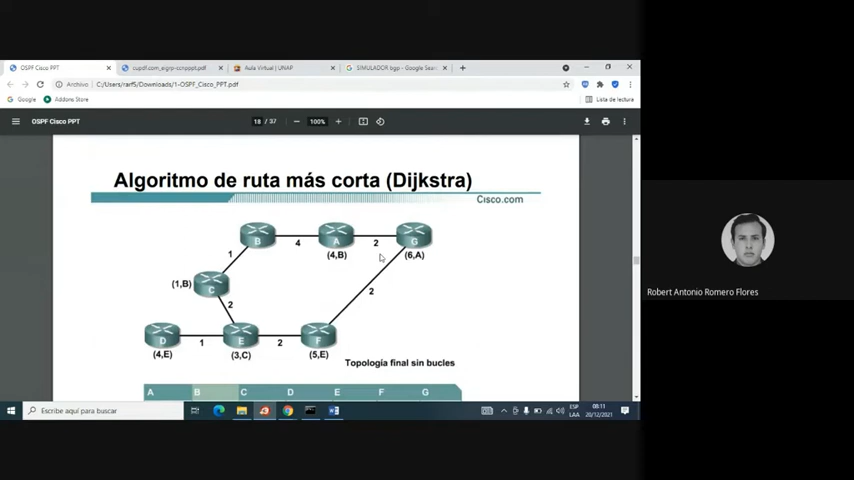 OSPF Cisco PPT
cupdf.com_eigrp-ccnpppt.pdf
Aula Virtual | UNAP
SIMULADOR bgp - Google Sear
Archivo | C:/Users/rarf5/Downloads/1-OSPF_Cisco_PPT.pdf
Google
Addons Store
Lista de lectura
OSPF Cisco PPT
18 / 37
100%
Algoritmo de ruta más corta (Dijkstra)
Cisco.com
B
4
A
2
G
(4,B)
(6,A)
1
(1,B)
C
2
2
D
1
E
2
F
(4,E)
(3,C)
(5,E)
Topología final sin bucles
A B C D E F G
Robert Antonio Romero Flores
Escribe aquí para buscar
ESP
LAA
08:11
20/12/2021